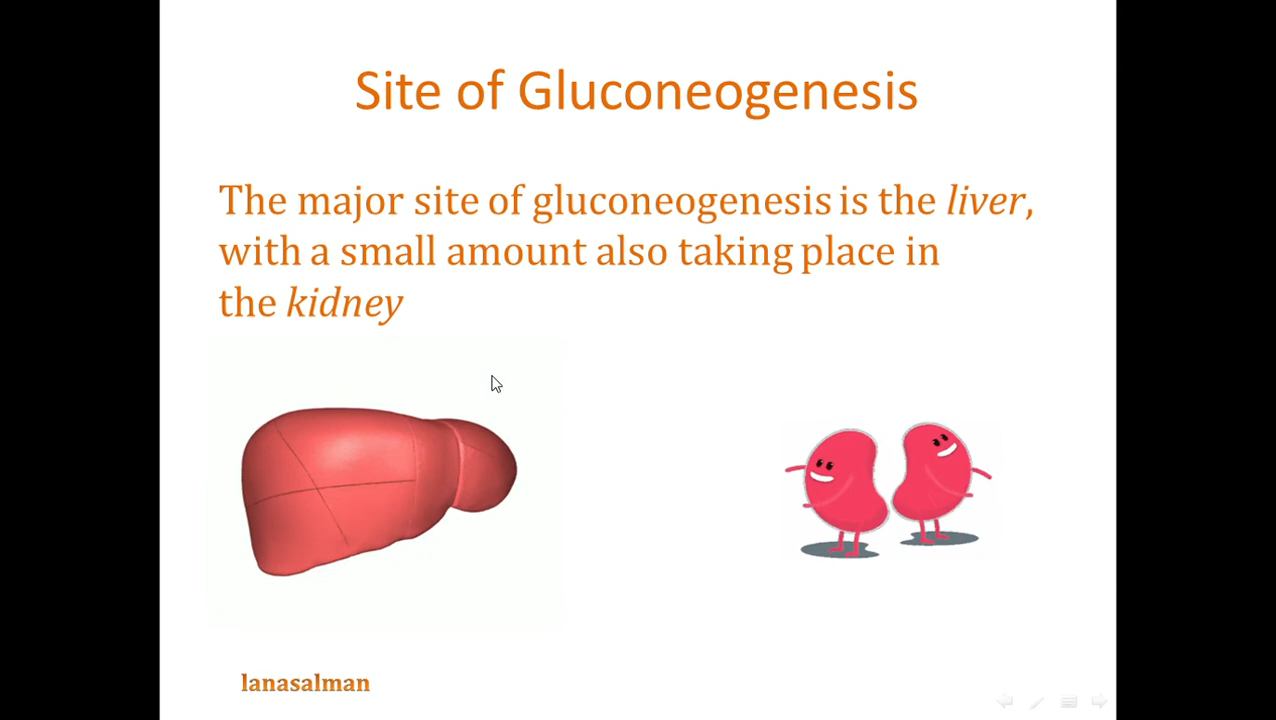 Site of Gluconeogenesis
The major site of gluconeogenesis is the liver,
with a small amount also taking place in
the kidney
lanasalman